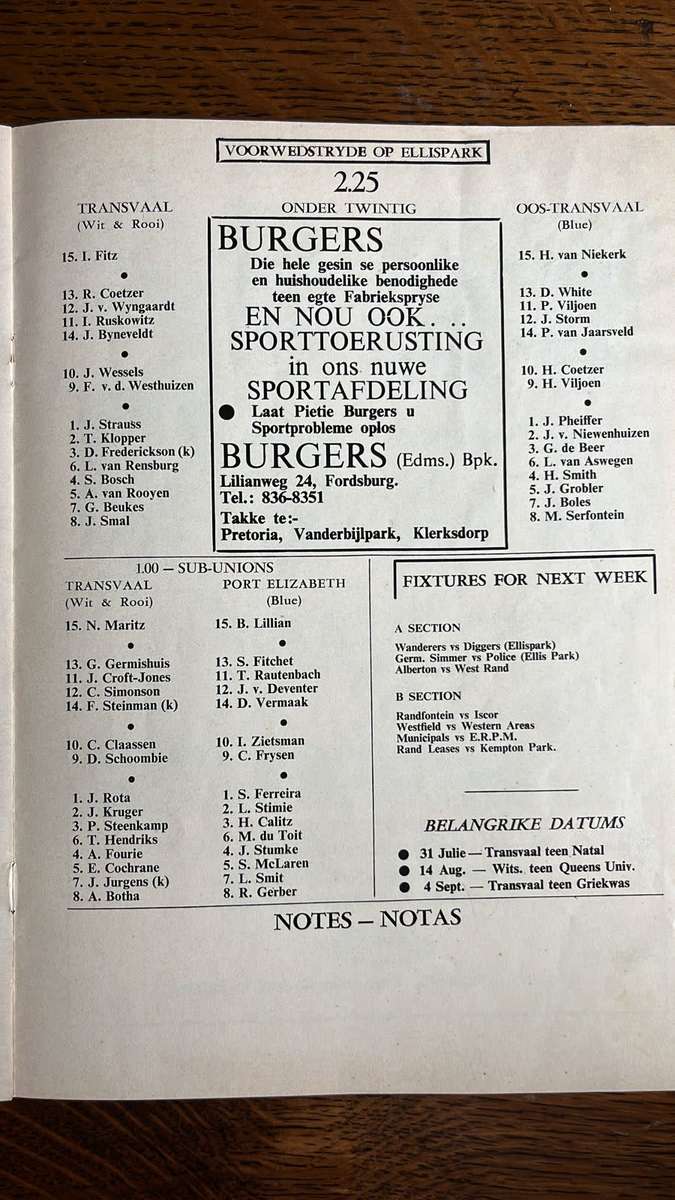 VOORWEDSTRYDE OP ELLISPARK
2.25
ONDER TWINTIG
TRANSVAAL
(Wit & Rooi)
15. I. Fitz
•
13. R. Coetzer
12. J. v. Wyngaardt
11. I. Ruskowitz
14. J. Byneveldt
•
10. J. Wessels
9. F. v. d. Westhuizen
•
1. J. Strauss
2. T. Klopper
3. D. Frederickson (k)
6. L. van Rensburg
4. S. Bosch
5. A. van Rooyen
7. G. Beukes
8. J. Smal
BURGERS
Die hele gesin se persoonlike
en huishoudelike benodighede
teen egte Fabriekspryse
EN NOU OOK. . .
SPORTTOERUSTING
in ons nuwe
SPORTAFDELING
● Laat Pietie Burgers u
Sportprobleme oplos
BURGERS (Edms.) Bpk.
Lilianweg 24, Fordsburg.
Tel.: 836-8351
Takke te:-
Pretoria, Vanderbijlpark, Klerksdorp
OOS-TRANSVAAL
(Blue)
15. H. van Niekerk
•
13. D. White
11. P. Viljoen
12. J. Storm
14. P. van Jaarsveld
•
10. H. Coetzer
9. H. Viljoen
•
1. J. Pheiffer
2. J. v. Niewenhuizen
3. G. de Beer
6. L. van Aswegen
4. H. Smith
5. J. Grobler
7. J. Boles
8. M. Serfontein
1.00 — SUB-UNIONS
TRANSVAAL
(Wit & Rooi)
15. N. Maritz
•
13. G. Germishuis
11. J. Croft-Jones
12. C. Simonson
14. F. Steinman (k)
•
10. C. Claassen
9. D. Schoombie
•
1. J. Rota
2. J. Kruger
3. P. Steenkamp
6. T. Hendriks
4. A. Fourie
5. E. Cochrane
7. J. Jurgens (k)
8. A. Botha
PORT ELIZABETH
(Blue)
15. B. Lillian
•
13. S. Fitchet
11. T. Rautenbach
12. J. v. Deventer
14. D. Vermaak
•
10. I. Zietsman
9. C. Frysen
•
1. S. Ferreira
2. L. Stimie
3. H. Calitz
6. M. du Toit
4. J. Stumke
5. S. McLaren
7. L. Smit
8. R. Gerber
FIXTURES FOR NEXT WEEK
A SECTION
Wanderers vs Diggers (Ellispark)
Germ. Simmer vs Police (Ellis Park)
Alberton vs West Rand
B SECTION
Randfontein vs Iscor
Westfield vs Western Areas
Municipals vs E.R.P.M.
Rand Leases vs Kempton Park.
BELANGRIKE DATUMS
● 31 Julie — Transvaal teen Natal
● 14 Aug. — Wits. teen Queens Univ.
● 4 Sept. — Transvaal teen Griekwas
NOTES — NOTAS